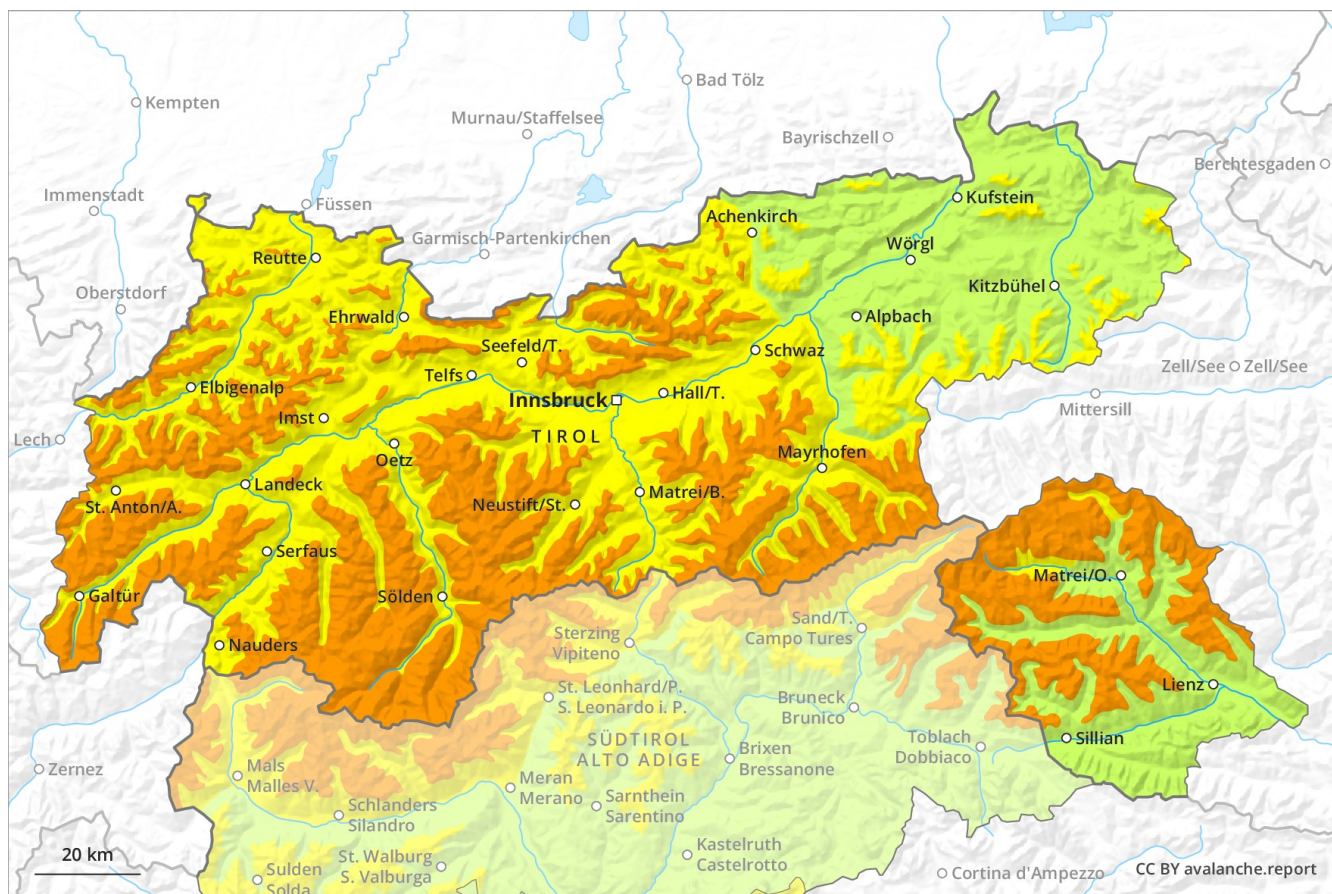 Kempten
Bad Tölz
Murnau/Staffelsee
Bayrischzell
Berchtesgaden
Immenstadt
Füssen
Kufstein
Achenkirch
Garmisch-Partenkirchen
Wörgl
Reutte
Kitzbühel
Oberstdorf
Ehrwald
Alpbach
Seefeld/T.
Schwaz
Telfs
Zell/See
Zell/See
Elbigenalp
Hall/T.
Innsbruck
Mittersill
Imst
Lech
TIROL
Oetz
Mayrhofen
Landeck
Matrei/B.
St. Anton/A.
Neustift/St.
Serfaus
Matrei/O.
Galtür
Sölden
Sand/T.
Campo Tures
Sterzing
Vipiteno
Nauders
Lienz
St. Leonhard/P.
S. Leonardo i. P.
Bruneck
Brunico
SÜDTIROL
ALTO ADIGE
Sillian
Toblach
Dobbiaco
Brixen
Bressanone
Zernez
Mals
Malles V.
Meran
Merano
Sarnthein
Sarentino
Schlanders
Silandro
Kastelruth
Castelrotto
20 km
St. Walburg
S. Valburga
Sulden
Solda
Cortina d'Ampezzo
CC BY avalanche.report